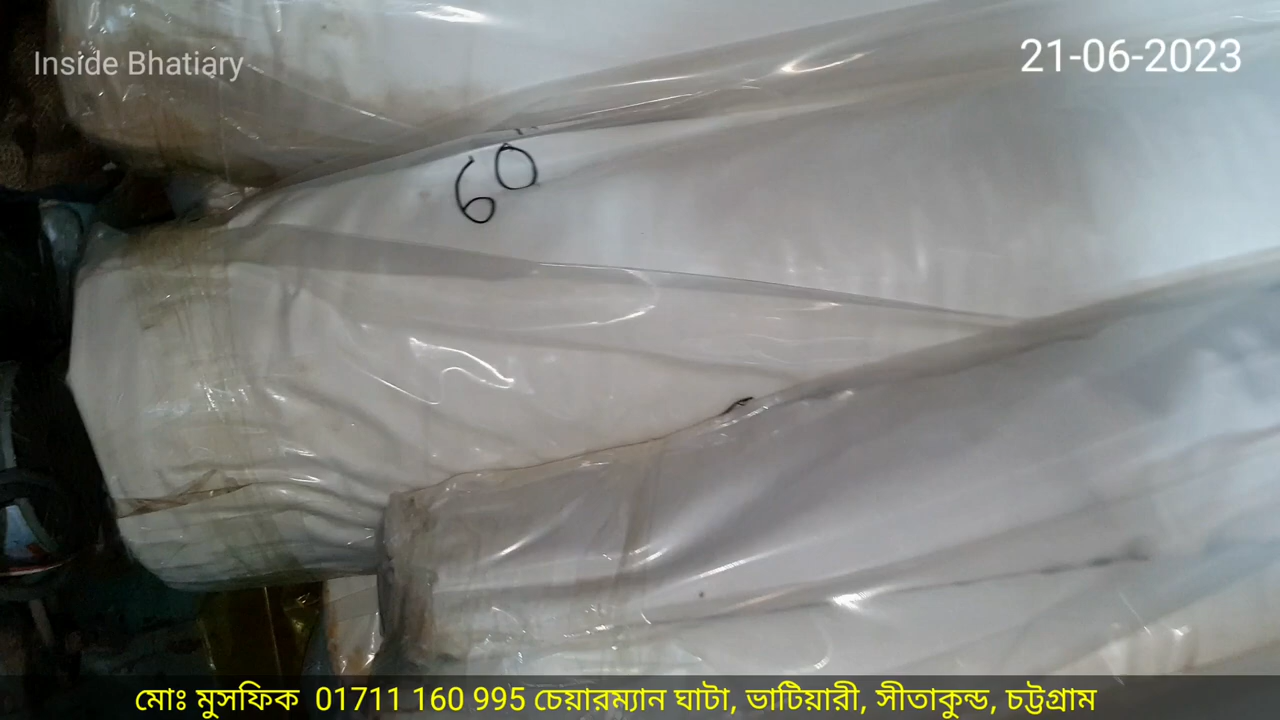 Inside Bhatiary
21-06-2023
60
মোঃ মুসফিক 01711 160 995 চেয়ারম্যান ঘাটা, ভাটিয়ারী, সীতাকুন্ড, চট্টগ্রাম